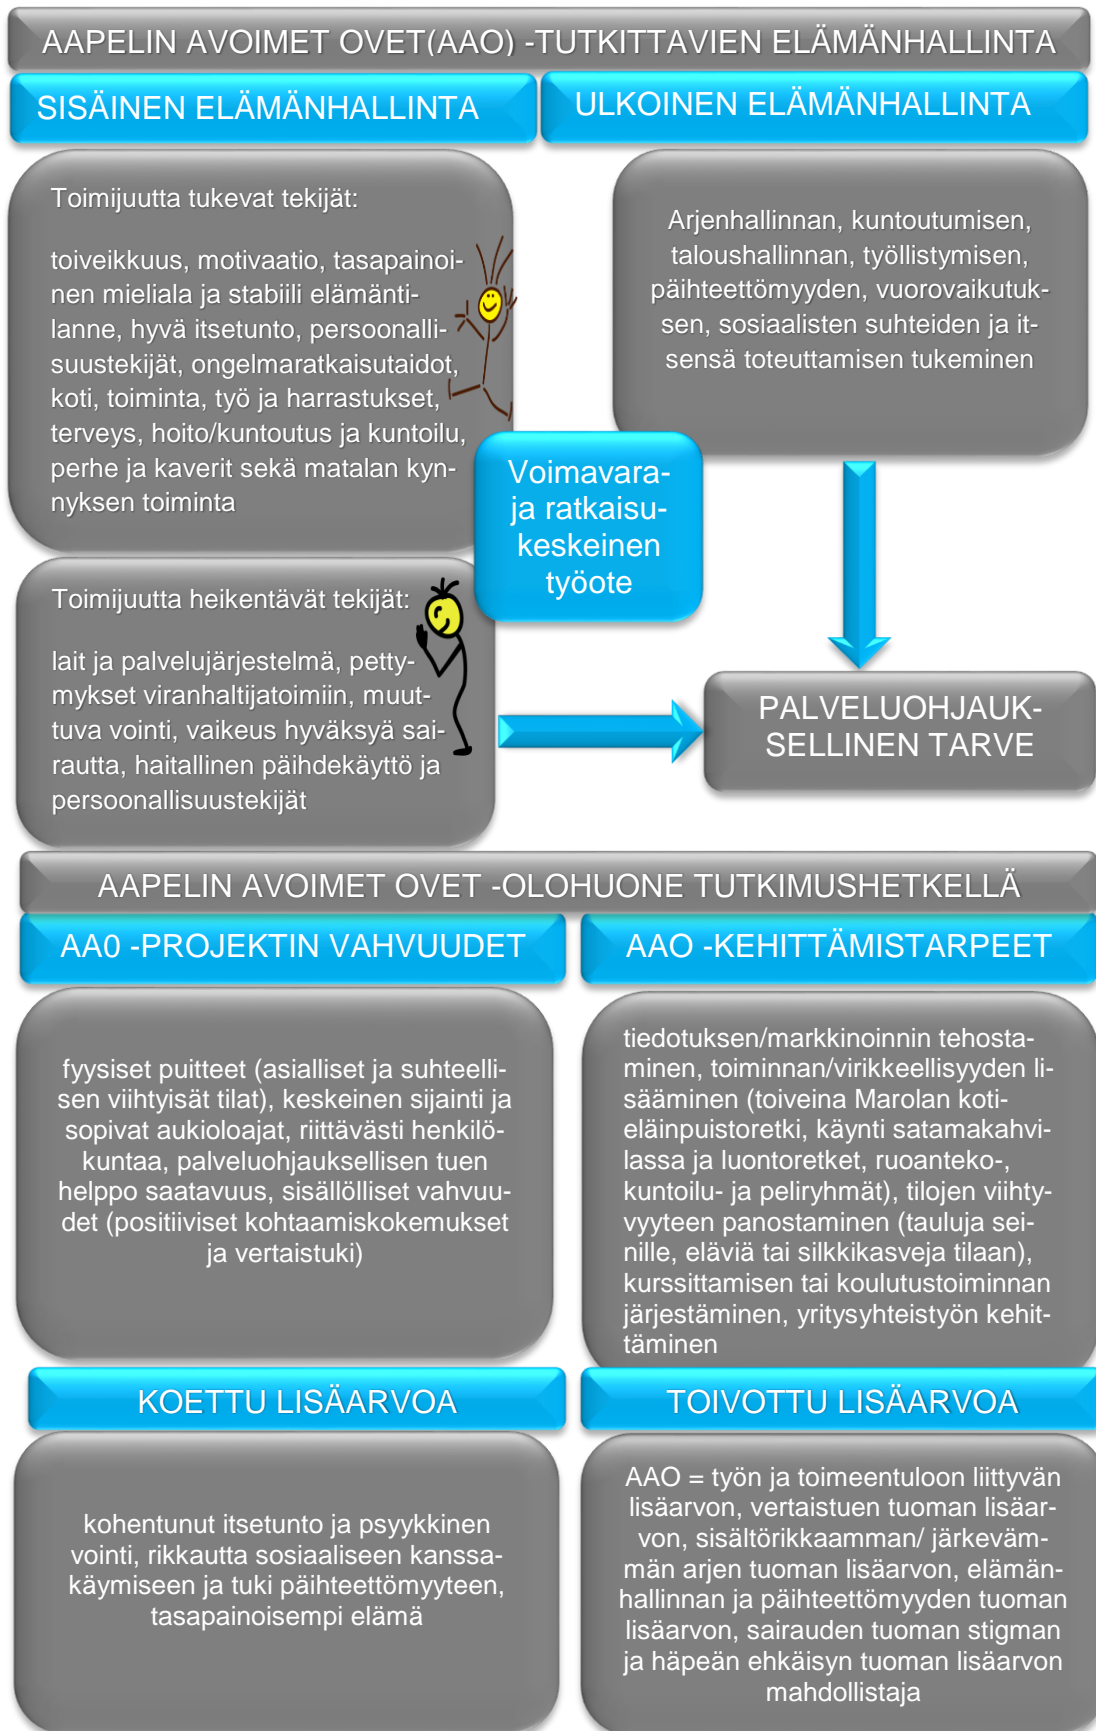 AAPELIN AVOIMET OVET(AAO) -TUTKITTAVIEN ELÄMÄNHALLINTA
SISÄINEN ELÄMÄNHALLINTA
ULKOINEN ELÄMÄNHALLINTA
Toimijuutta tukevat tekijät:
toiveikkuus, motivaatio, tasapainoi-
nen mieliala ja stabiili elämänti-
lanne, hyvä itsetunto, persoonalli-
suustekijät, ongelmaratkaisutaidot,
koti, toiminta, työ ja harrastukset,
terveys, hoito/kuntoutus ja kuntoilu,
perhe ja kaverit sekä matalan kyn-
nyksen toiminta
Arjenhallinnan, kuntoutumisen,
taloushallinnan, työllistymisen,
päihteettömyyden, vuorovaikutuk-
sen, sosiaalisten suhteiden ja it-
sensä toteuttamisen tukeminen
Voimavara-
ja ratkaisu-
keskeinen
työote
Toimijuutta heikentävät tekijät:
lait ja palvelujärjestelmä, petty-
mykset viranhaltijatoimiin, muut-
tuva vointi, vaikeus hyväksyä sai-
rautta, haitallinen päihdekäyttö ja
persoonallisuustekijät
PALVELUOHJAUK-
SELLINEN TARVE
AAPELIN AVOIMET OVET -OLOHUONE TUTKIMUSHETKELLÄ
AA0 -PROJEKTIN VAHVUUDET
AAO -KEHITTÄMISTARPEET
fyysiset puitteet (asialliset ja suhteelli-
sen viihtyisät tilat), keskeinen sijainti ja
sopivat aukioloajat, riittävästi henkilö-
kuntaa, palveluohjauksellisen tuen
helppo saatavuus, sisällölliset vahvuu-
det (positiiviset kohtaamiskokemukset
ja vertaistuki)
tiedotuksen/markkinoinnin tehosta-
minen, toiminnan/virikkeellisyyden li-
sääminen (toiveina Marolan koti-
eläinpuistoretki, käynti satamakahvi-
lassa ja luontoretket, ruoanteko-,
kuntoilu- ja peliryhmät), tilojen viihty-
vyyteen panostaminen (tauluja sei-
nille, eläviä tai silkkikasveja tilaan),
kurssittamisen tai koulutustoiminnan
järjestäminen, yritysyhteistyön kehit-
täminen
KOETTU LISÄARVOA
TOIVOTTU LISÄARVOA
kohentunut itsetunto ja psyykkinen
vointi, rikkautta sosiaaliseen kanssa-
käymiseen ja tuki päihteettömyyteen,
tasapainoisempi elämä
AAO = työn ja toimeentuloon liittyvän
lisäarvon, vertaistuen tuoman lisäar-
von, sisältörikkaamman/ järkeväm-
män arjen tuoman lisäarvon, elämän-
hallinnan ja päihteettömyyden tuoman
lisäarvon, sairauden tuoman stigman
ja häpeän ehkäisyn tuoman lisäarvon
mahdollistaja